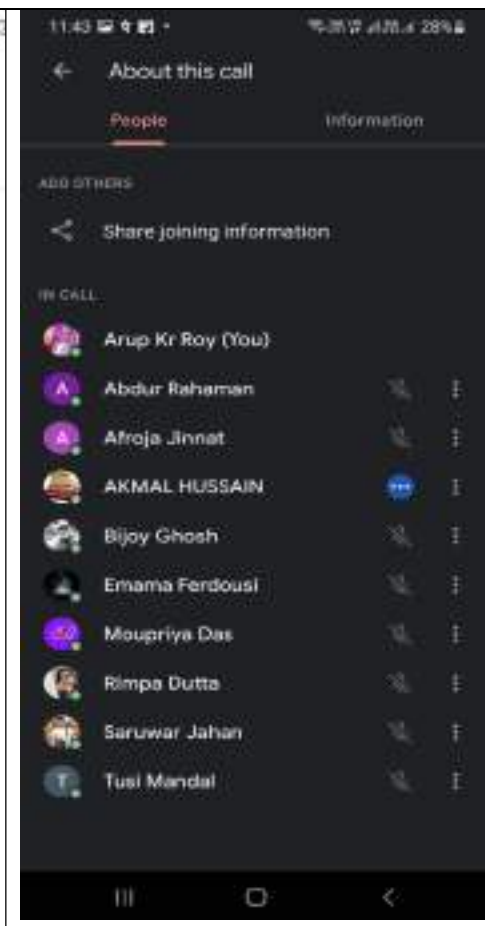 11:43
28%
About this call
People
Information
ADD OTHERS
Share joining information
IN CALL
Arup Kr Roy (You)
A
Abdur Rahaman
A
Afroja Jinnat
AKMAL HUSSAIN
Bijoy Ghosh
Emama Ferdousi
Moupriya Das
Rimpa Dutta
Saruwar Jahan
T
Tusi Mandal